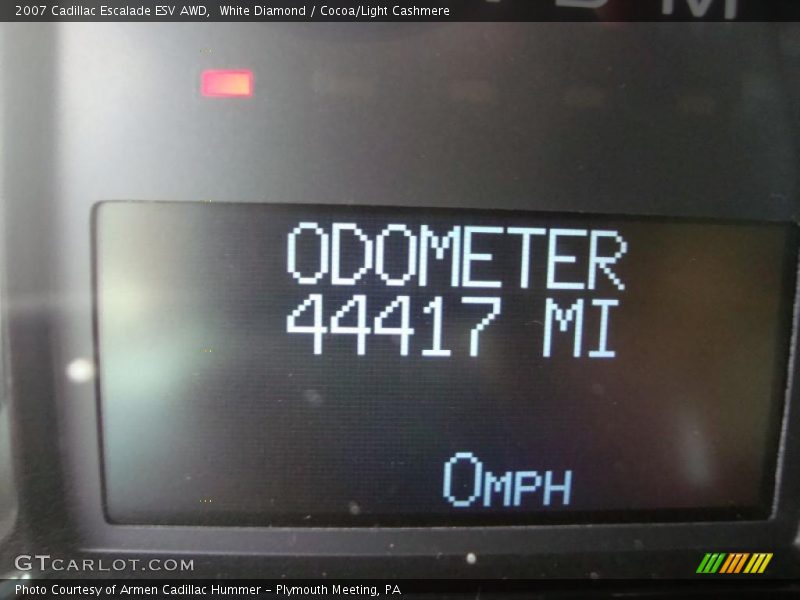 2007 Cadillac Escalade ESV AWD,  White Diamond / Cocoa/Light Cashmere
ODOMETER
44417 MI
0MPH
GTCARLOT.COM
Photo Courtesy of Armen Cadillac Hummer - Plymouth Meeting, PA